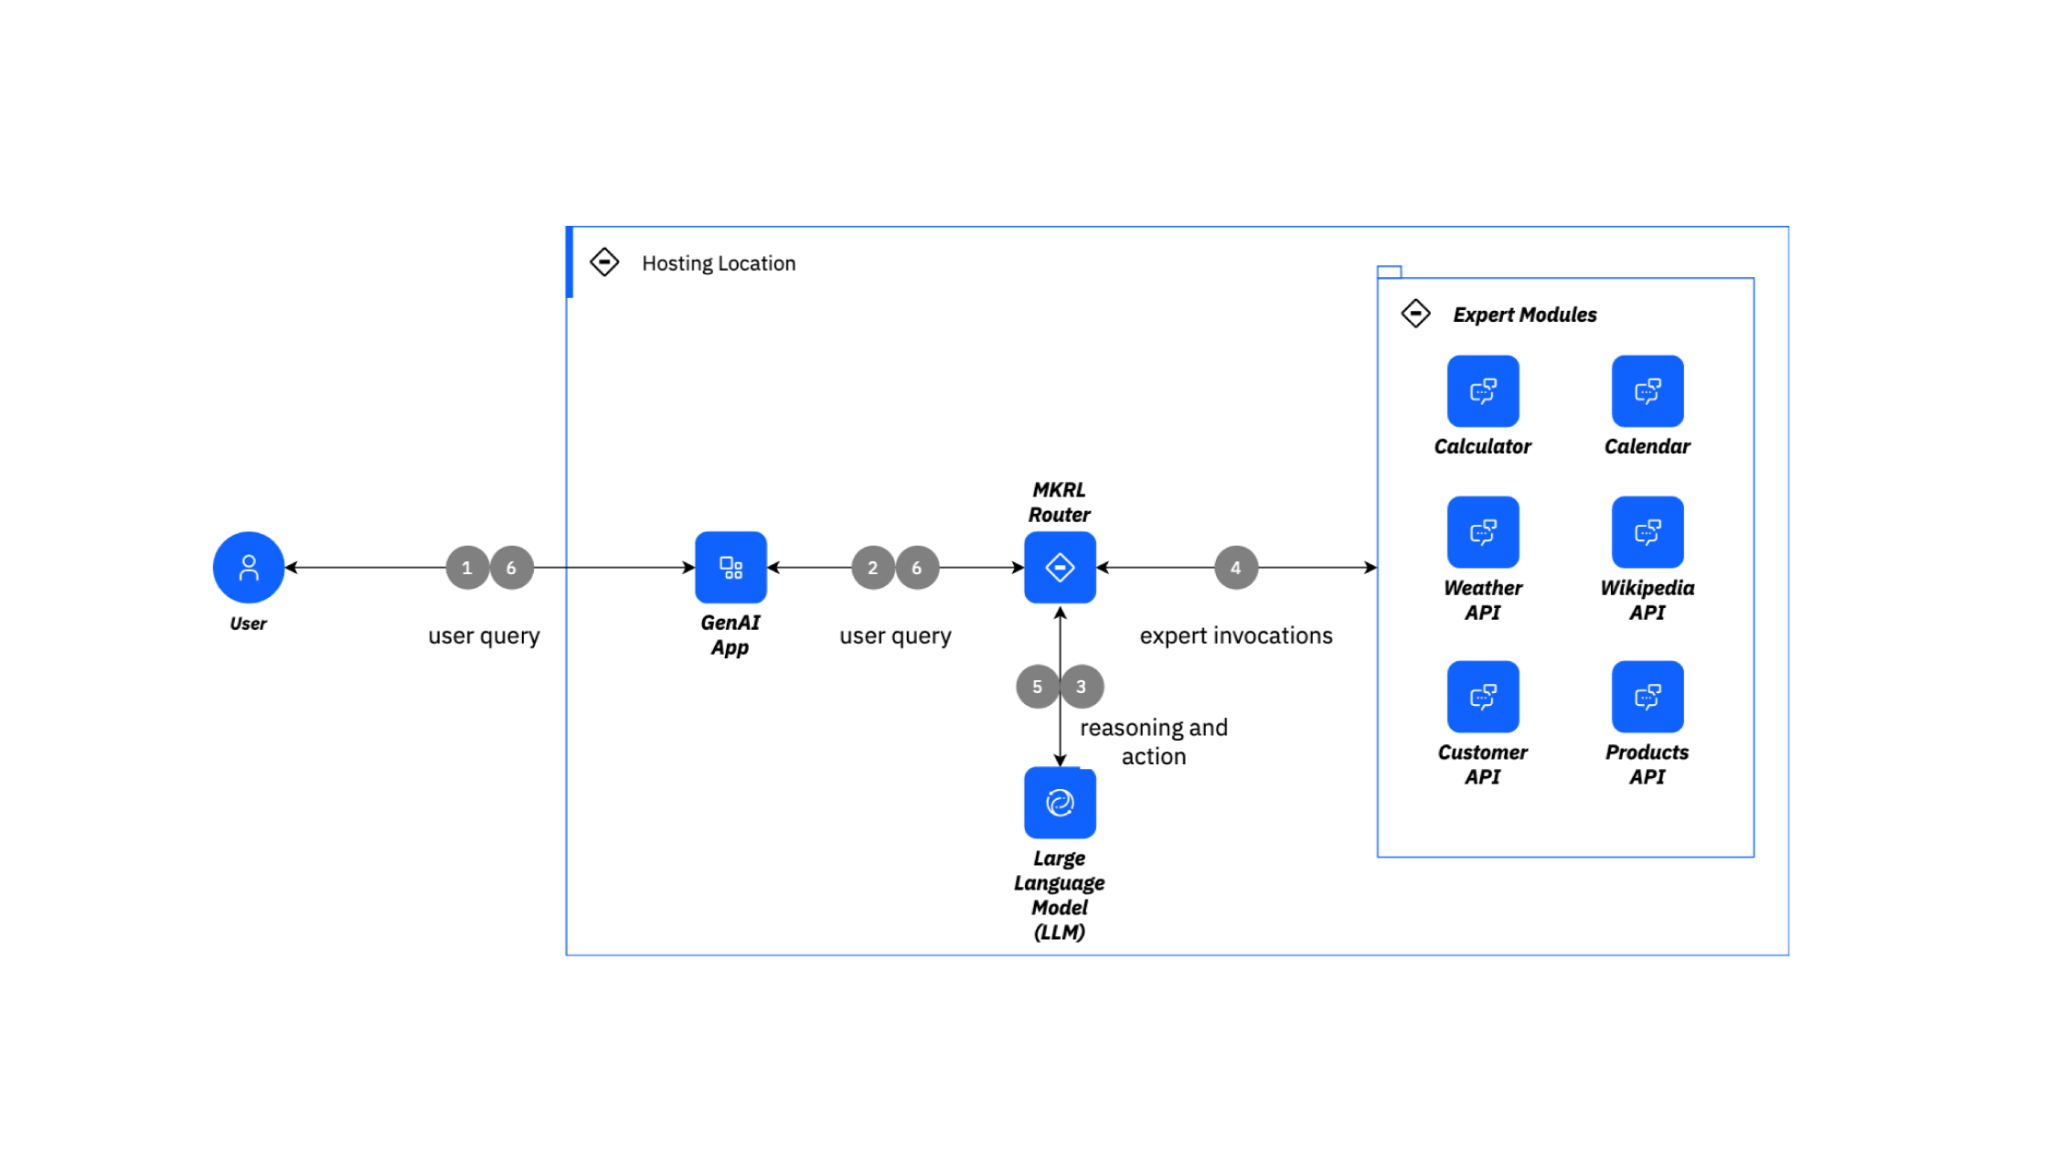 Hosting Location
Expert Modules
Calculator
Calendar
MKRL
Router
Weather
API
Wikipedia
API
1
6
2
6
4
User
user query
GenAI
App
user query
expert invocations
5
3
reasoning and
action
Customer
API
Products
API
Large
Language
Model
(LLM)